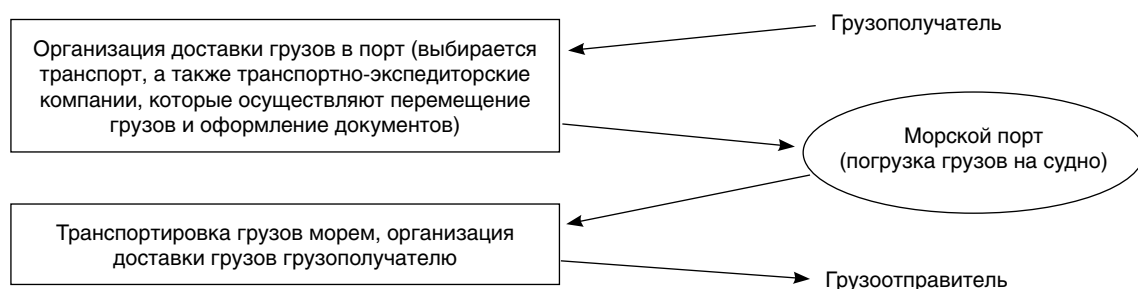 Грузополучатель
Организация доставки грузов в порт (выбирается
транспорт, а также транспортно-экспедиторские
компании, которые осуществляют перемещение
грузов и оформление документов)
Морской порт
(погрузка грузов на судно)
Транспортировка грузов морем, организация
доставки грузов грузополучателю
Грузоотправитель